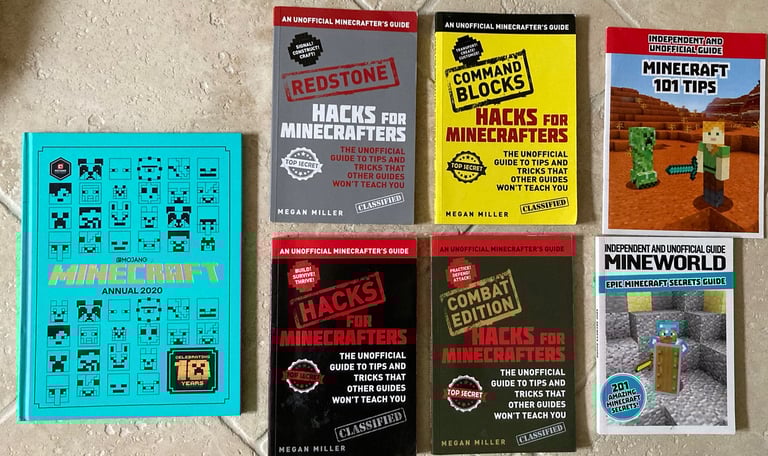 MOJANG
MINECRAFT
ANNUAL 2020
CELEBRATING
10
YEARS
AN UNOFFICIAL MINECRAFTER'S GUIDE
SIGNAL!
CONSTRUCT!
CRAFT!
REDSTONE
HACKS FOR
MINECRAFTERS
TOP SECRET
THE UNOFFICIAL
GUIDE TO TIPS AND
TRICKS THAT
OTHER GUIDES
WON'T TEACH YOU
CLASSIFIED
MEGAN MILLER
AN UNOFFICIAL MINECRAFTER'S GUIDE
TRANSPORT!
CREATE!
CUSTOMIZE!
COMMAND
BLOCKS
HACKS FOR
MINECRAFTERS
TOP SECRET
THE UNOFFICIAL
GUIDE TO TIPS AND
TRICKS THAT
OTHER GUIDES
WON'T TEACH YOU
CLASSIFIED
MEGAN MILLER
INDEPENDENT AND
UNOFFICIAL GUIDE
MINECRAFT
101 TIPS
AN UNOFFICIAL MINECRAFTER'S GUIDE
BUILD!
SURVIVE!
THRIVE!
HACKS
FOR
MINECRAFTERS
TOP SECRET
THE UNOFFICIAL
GUIDE TO TIPS AND
TRICKS THAT
OTHER GUIDES
WON'T TEACH YOU
CLASSIFIED
MEGAN MILLER
AN UNOFFICIAL MINECRAFTER'S GUIDE
PRACTICE!
DEFEND!
ATTACK!
COMBAT
EDITION
HACKS FOR
MINECRAFTERS
TOP SECRET
THE UNOFFICIAL
GUIDE TO TIPS AND
TRICKS THAT
OTHER GUIDES
WON'T TEACH YOU
CLASSIFIED
MEGAN MILLER
INDEPENDENT AND UNOFFICIAL GUIDE
MINEWORLD
EPIC MINECRAFT SECRETS GUIDE
201
AMAZING
MINECRAFT
SECRETS!